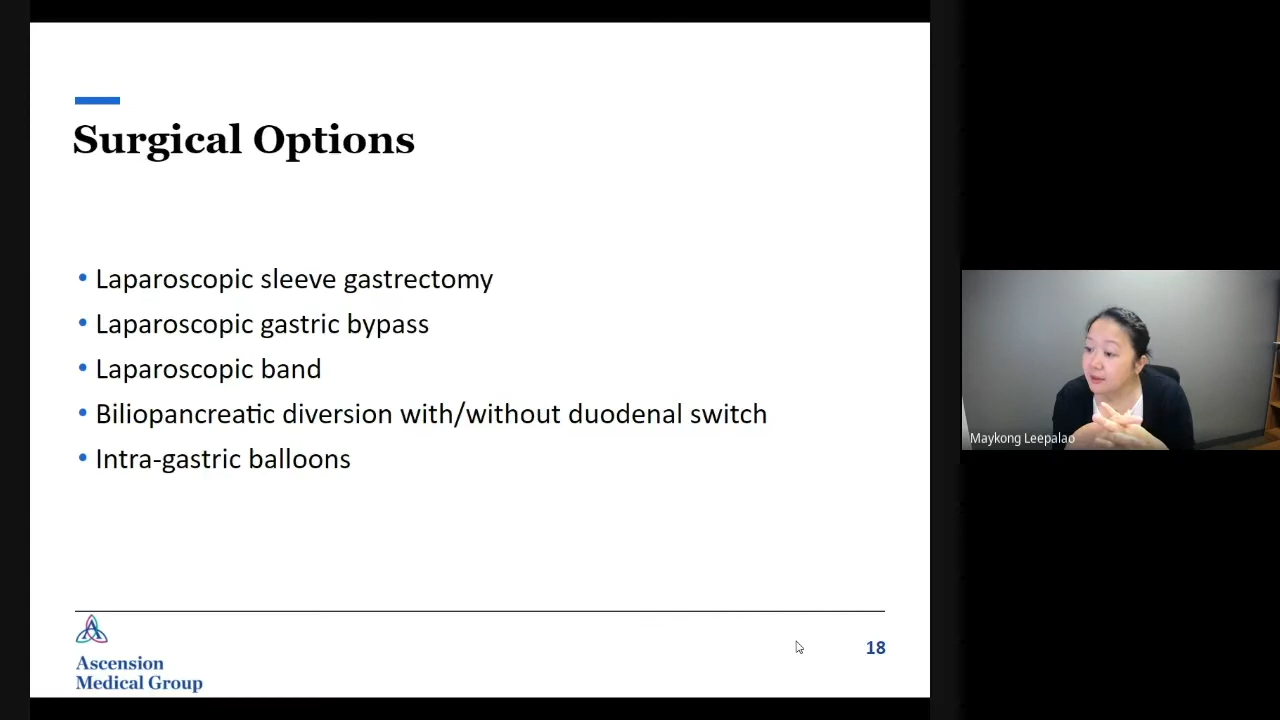 Surgical Options
• Laparoscopic sleeve gastrectomy
• Laparoscopic gastric bypass
• Laparoscopic band
• Biliopancreatic diversion with/without duodenal switch
• Intra-gastric balloons
Maykong Leepalao
Ascension
Medical Group
18